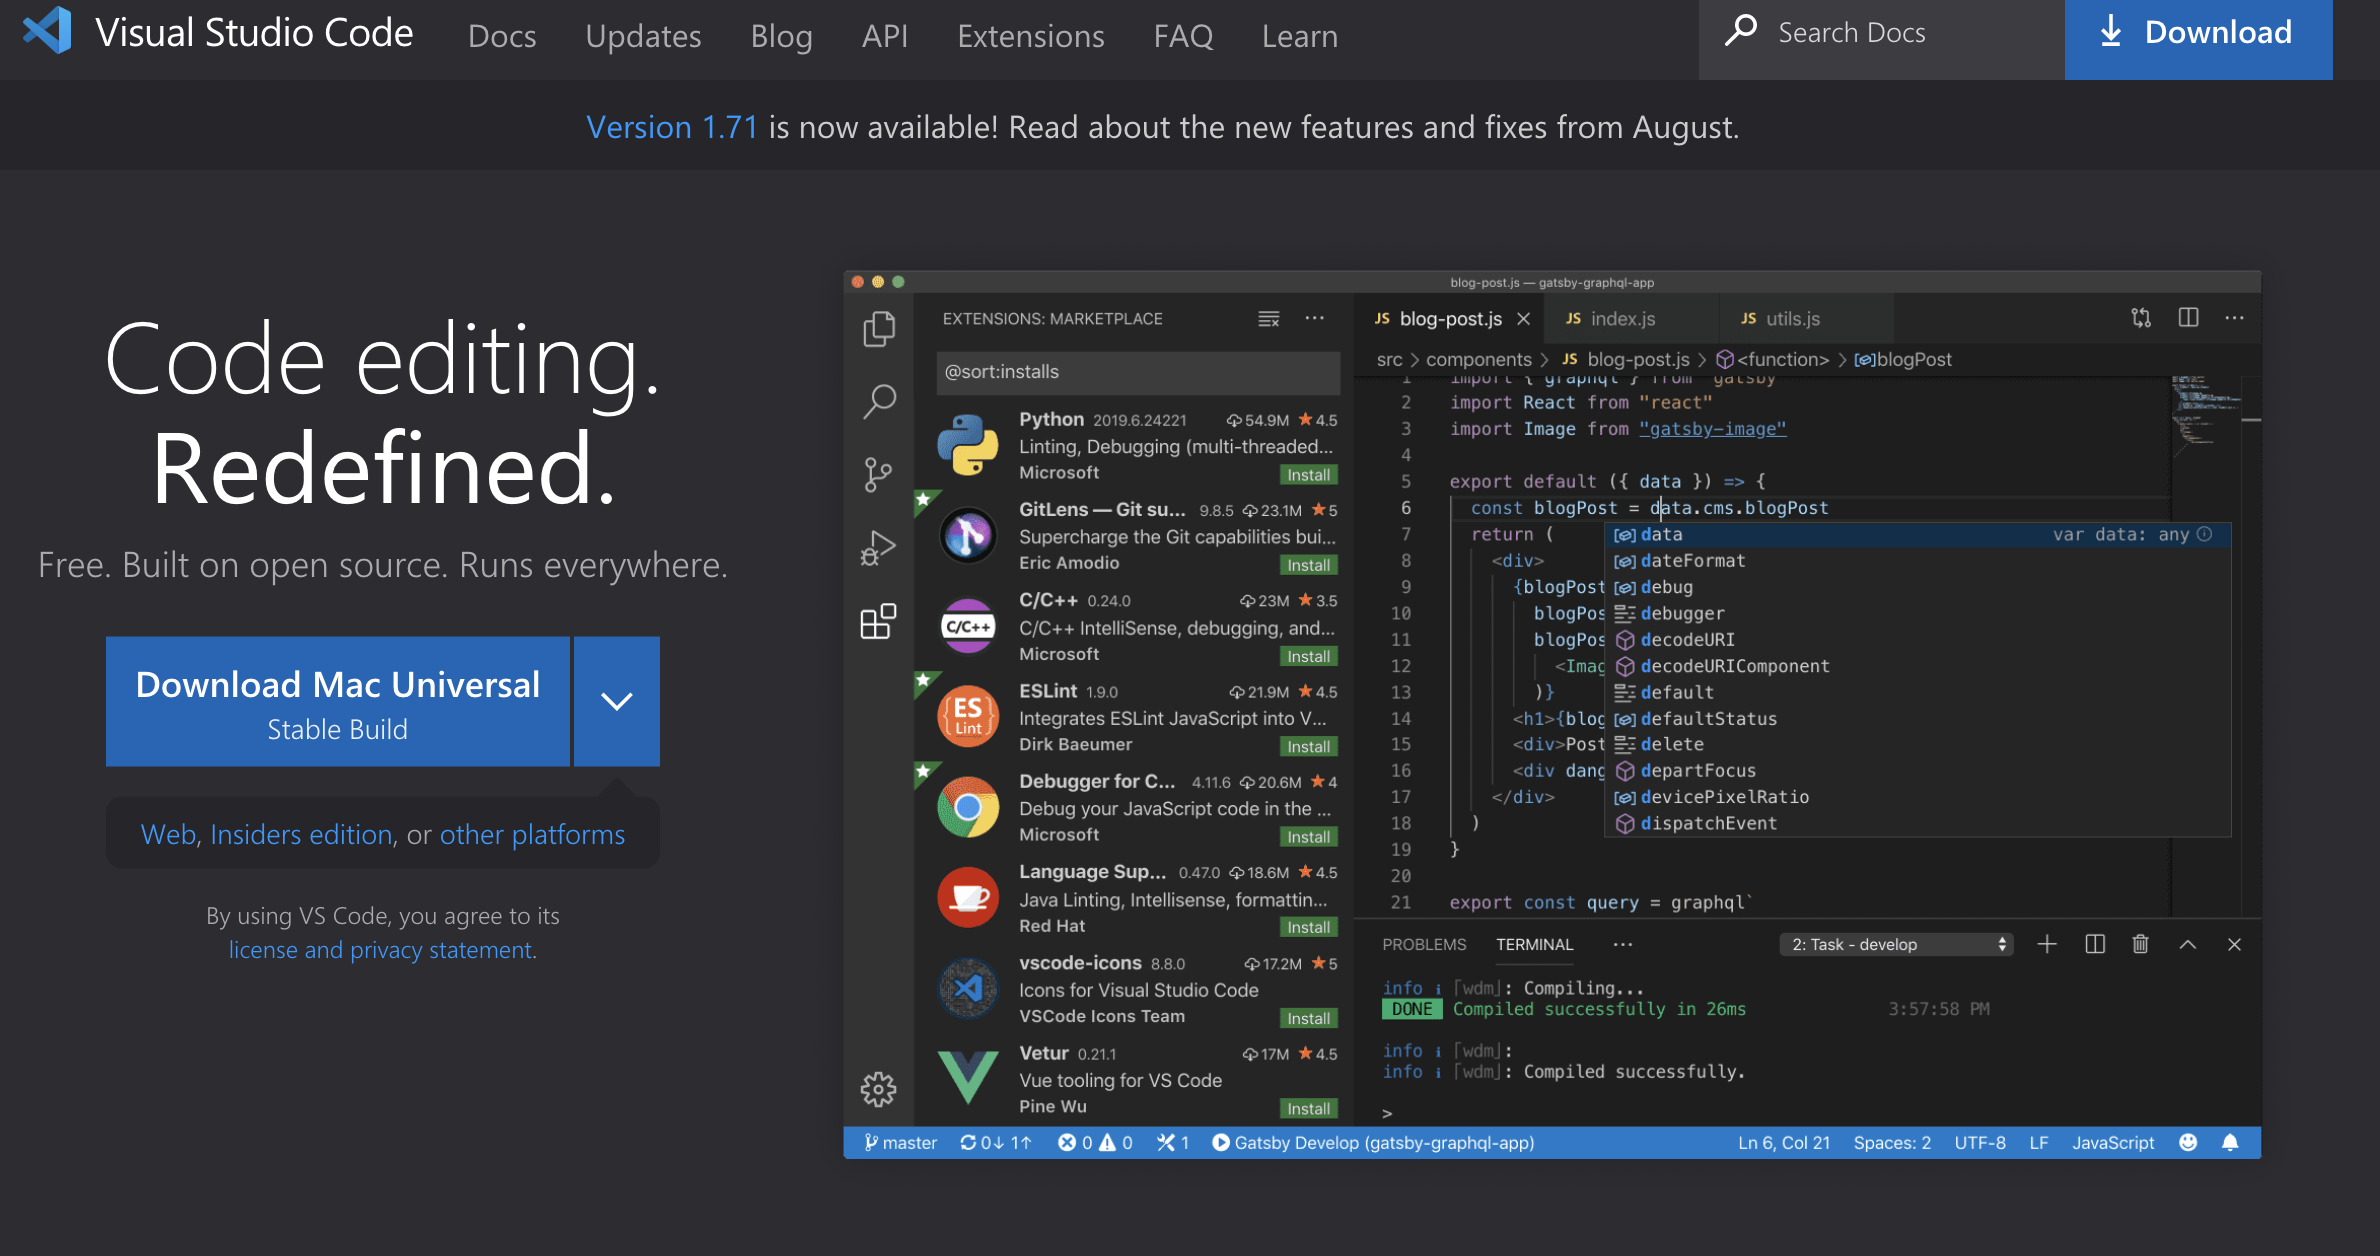 Visual Studio Code Docs Updates Blog API Extensions FAQ Learn Search Docs Download
Version 1.71 is now available! Read about the new features and fixes from August.
Code editing.
Redefined.
Free. Built on open source. Runs everywhere.
Download Mac Universal
Stable Build
Web, Insiders edition, or other platforms
By using VS Code, you agree to its
license and privacy statement.
blog-post.js — gatsby-graphql-app
EXTENSIONS: MARKETPLACE
@sort:installs
Python 2019.6.24221 54.9M 4.5
Linting, Debugging (multi-threaded...
Microsoft Install
GitLens — Git su... 9.8.5 23.1M 5
Supercharge the Git capabilities bui...
Eric Amodio Install
C/C++
C/C++ 0.24.0 23M 3.5
C/C++ IntelliSense, debugging, and...
Microsoft Install
ES
Lint
ESLint 1.9.0 21.9M 4.5
Integrates ESLint JavaScript into V...
Dirk Baeumer Install
Debugger for C... 4.11.6 20.6M 4
Debug your JavaScript code in the ...
Microsoft Install
Language Sup... 0.47.0 18.6M 4.5
Java Linting, Intellisense, formattin...
Red Hat Install
vscode-icons 8.8.0 17.2M 5
Icons for Visual Studio Code
VSCode Icons Team Install
Vetur 0.21.1 17M 4.5
Vue tooling for VS Code
Pine Wu Install
JS blog-post.js JS index.js JS utils.js
src > components > JS blog-post.js > <function> > blogPost
1 import { graphql } from "gatsby"
2 import React from "react"
3 import Image from "gatsby-image"
4
5 export default ({ data }) => {
6 const blogPost = data.cms.blogPost
7 return (
8 <div>
9 {blogPost
10 blogPos
11 blogPos
12 <Imag
13 )}
14 <h1>{blog
15 <div>Post
16 <div dang
17 </div>
18 )
19 }
20
21 export const query = graphql`
data var data: any
dateFormat
debug
debugger
decodeURI
decodeURIComponent
default
defaultStatus
delete
departFocus
devicePixelRatio
dispatchEvent
PROBLEMS TERMINAL ... 2: Task - develop
info i ｢wdm｣: Compiling...
DONE Compiled successfully in 26ms 3:57:58 PM
info i ｢wdm｣:
info i ｢wdm｣: Compiled successfully.
>
master 0↓ 1↑ 0 0 1 Gatsby Develop (gatsby-graphql-app) Ln 6, Col 21 Spaces: 2 UTF-8 LF JavaScript